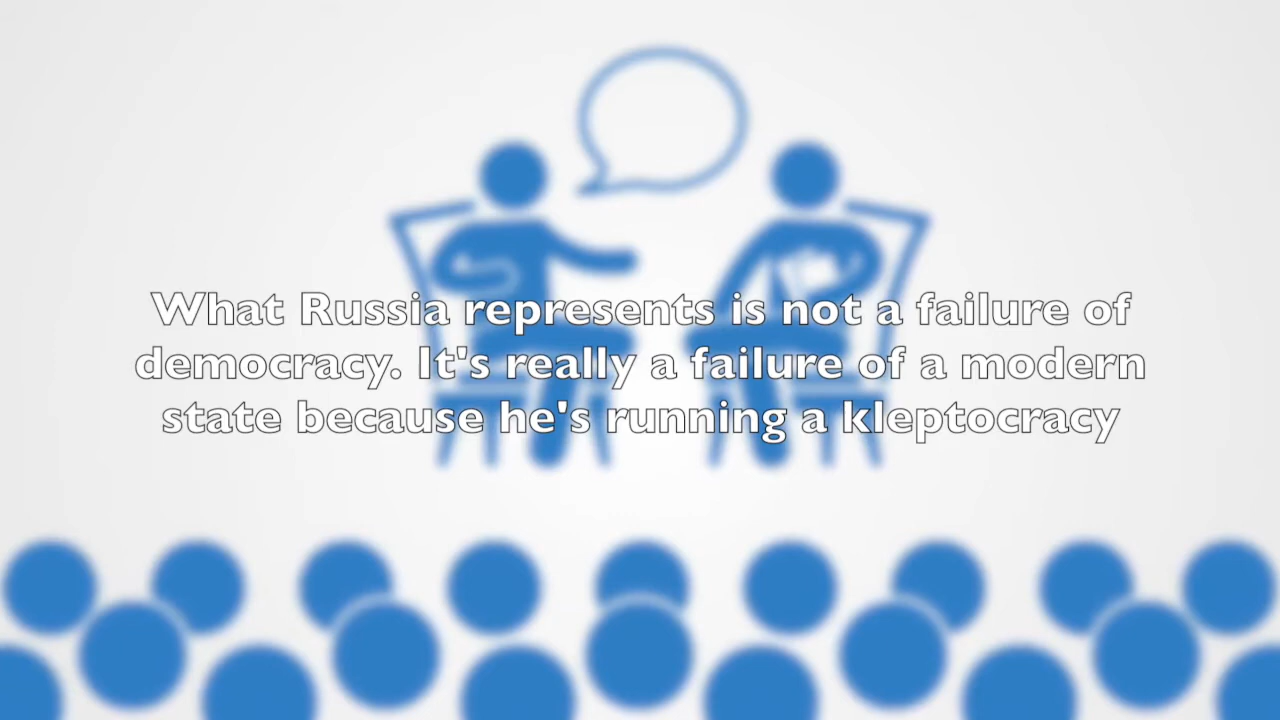 What Russia represents is not a failure of
democracy. It's really a failure of a modern
state because he's running a kleptocracy